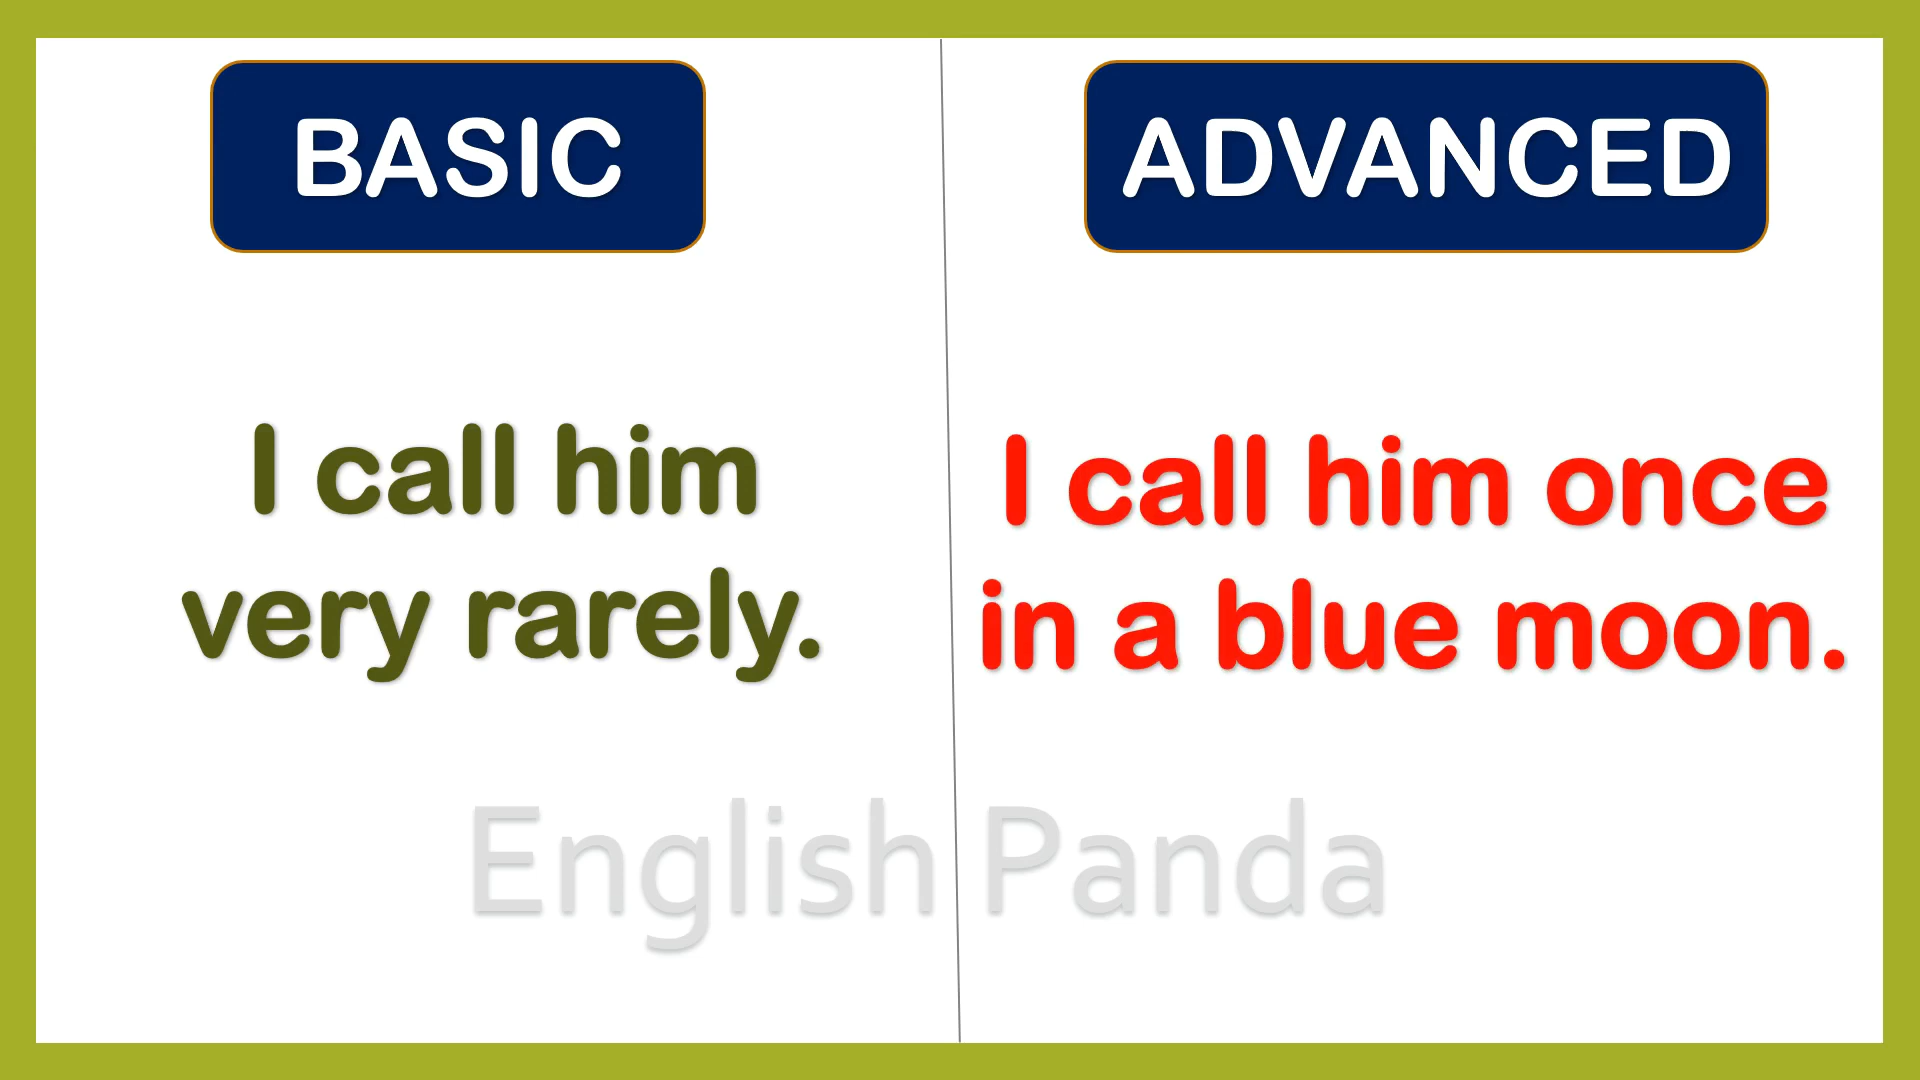 BASIC
I call him
very rarely.
ADVANCED
I call him once
in a blue moon.
English Panda